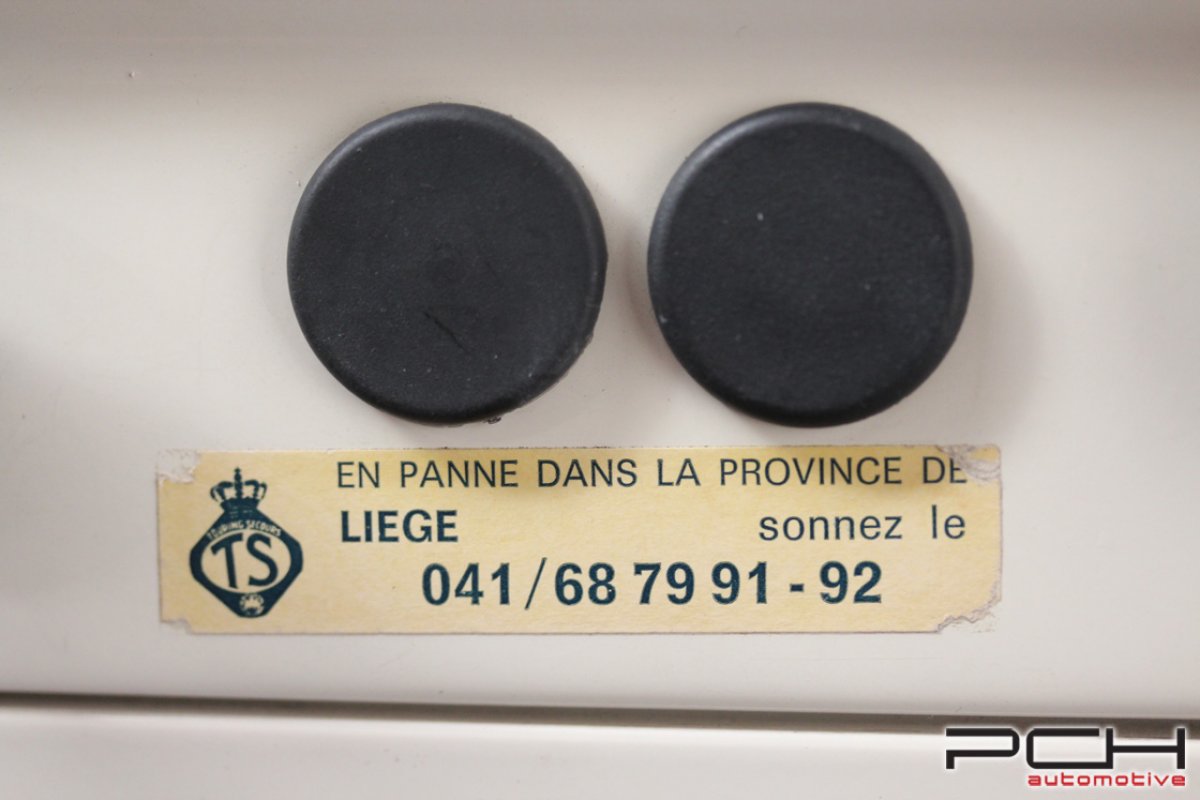 EN PANNE DANS LA PROVINCE DE
LIEGE sonnez le
041/68 79 91 - 92
TOURING SECOURS
TS
PCH
automotive